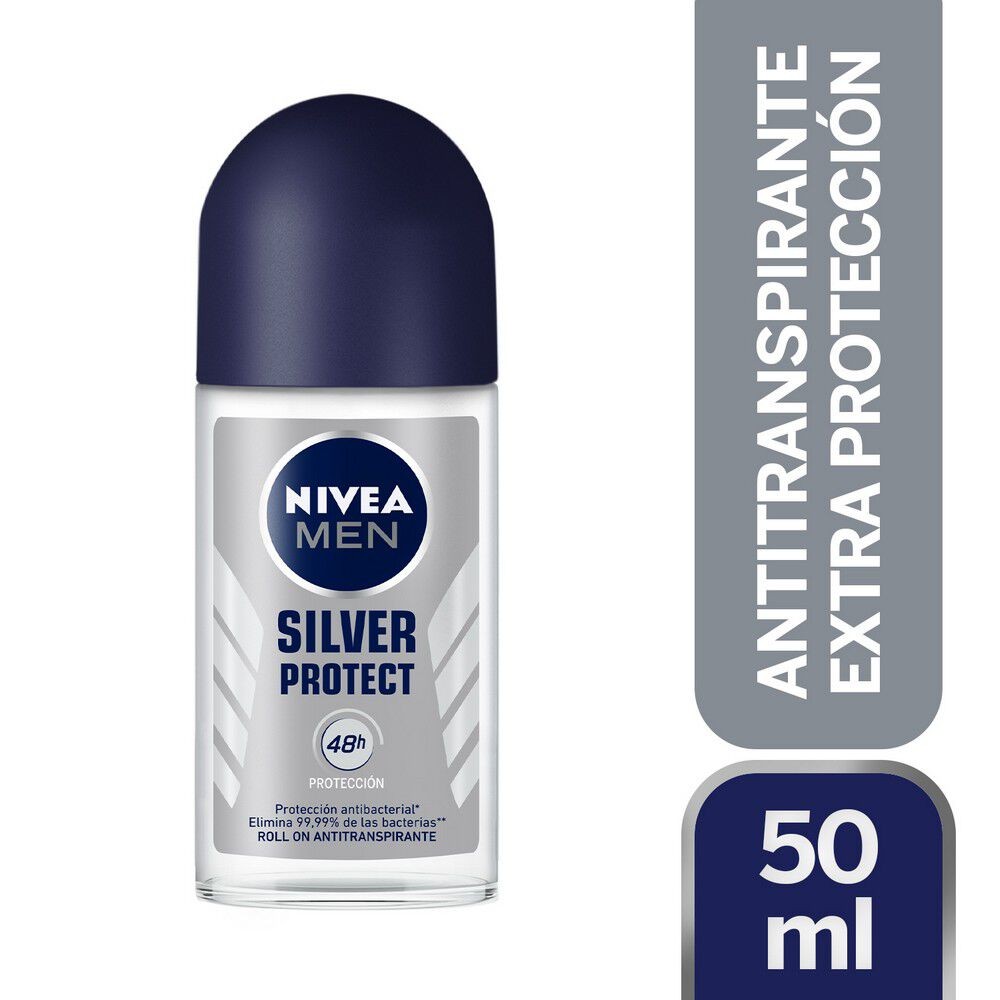 NIVEA
MEN
SILVER
PROTECT
48h
PROTECCIÓN
Protección antibacterial*
Elimina 99,99% de las bacterias**
ROLL ON ANTITRANSPIRANTE
ANTITRANSPIRANTE
EXTRA PROTECCIÓN
50
ml